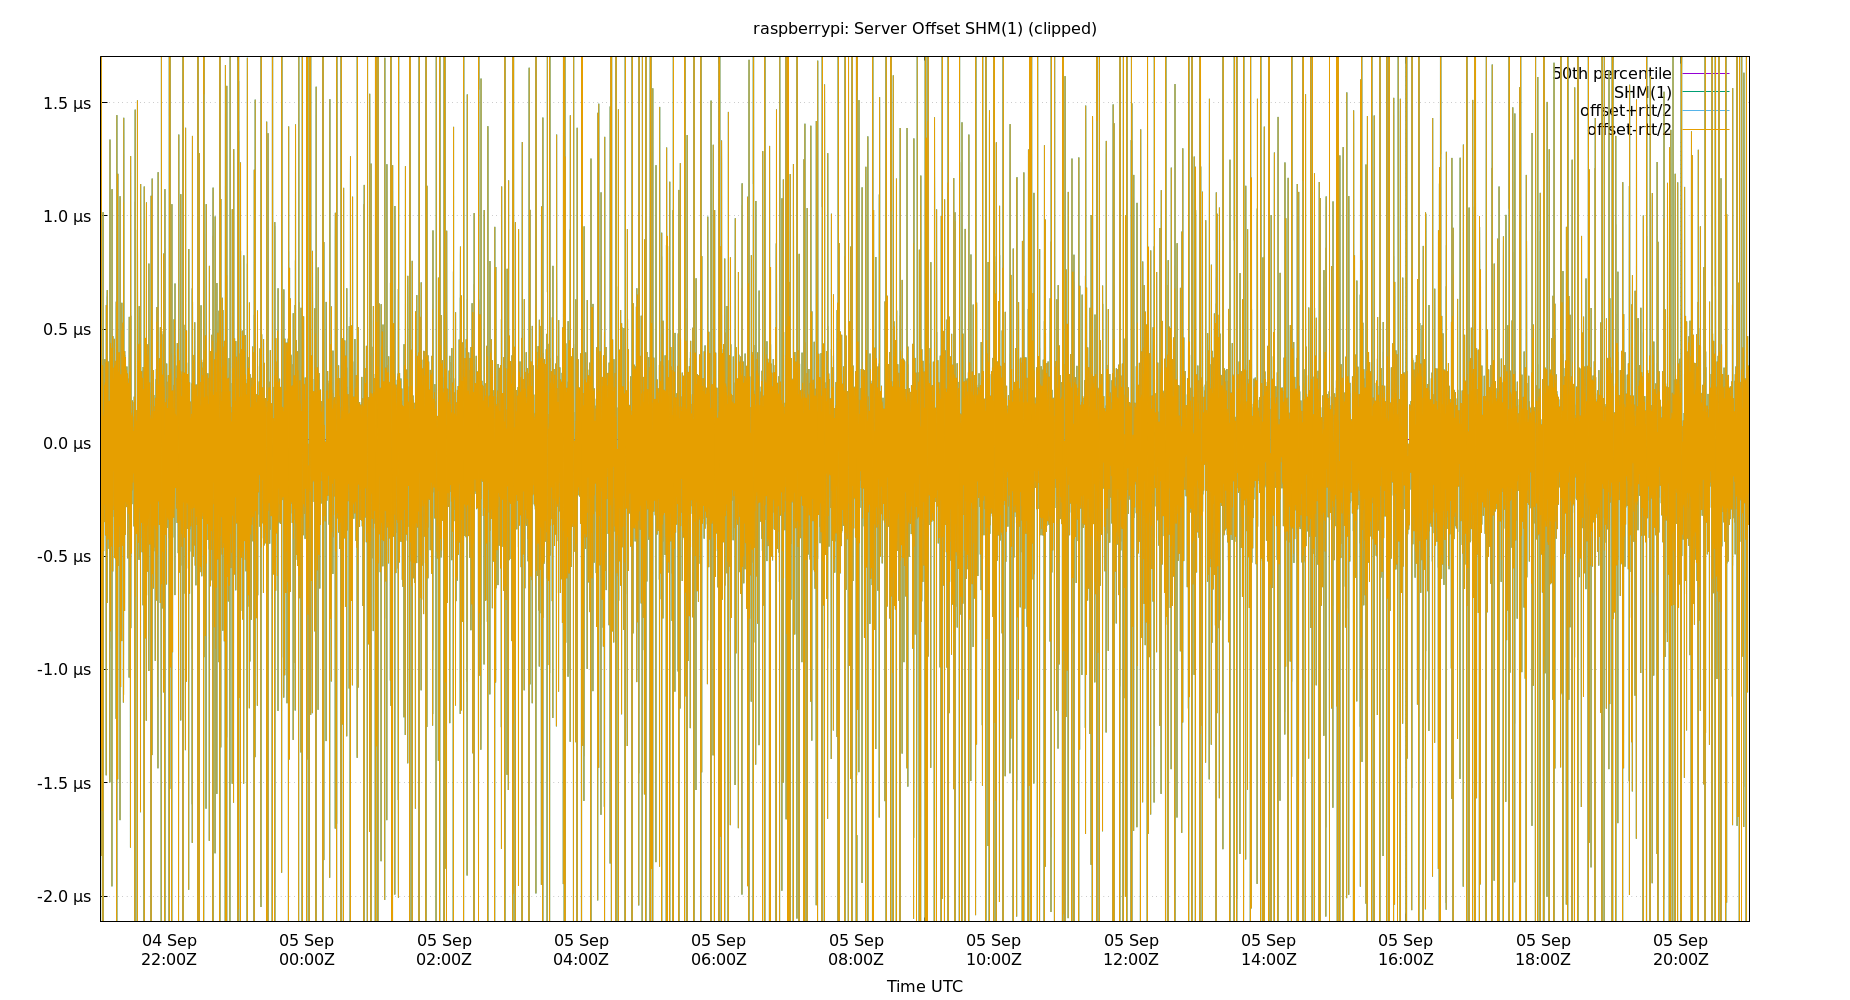 raspberrypi: Server Offset SHM(1) (clipped)
50th percentile
SHM(1)
offset+rtt/2
offset-rtt/2
1.5 µs
1.0 µs
0.5 µs
0.0 µs
-0.5 µs
-1.0 µs
-1.5 µs
-2.0 µs
04 Sep 05 Sep 05 Sep 05 Sep 05 Sep 05 Sep 05 Sep 05 Sep 05 Sep 05 Sep 05 Sep 05 Sep
22:00Z 00:00Z 02:00Z 04:00Z 06:00Z 08:00Z 10:00Z 12:00Z 14:00Z 16:00Z 18:00Z 20:00Z
Time UTC